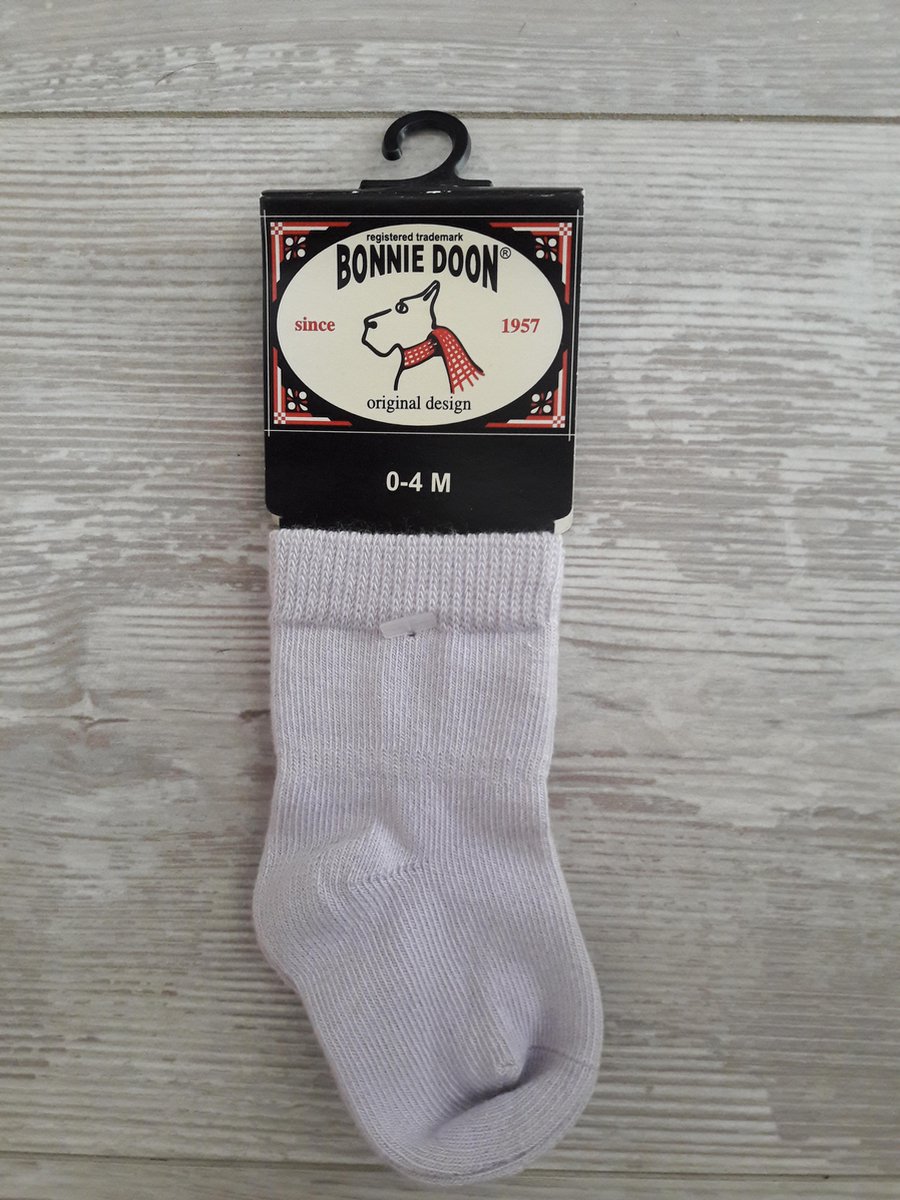 registered trademark
BONNIE DOON®
since 1957
original design
0-4 M